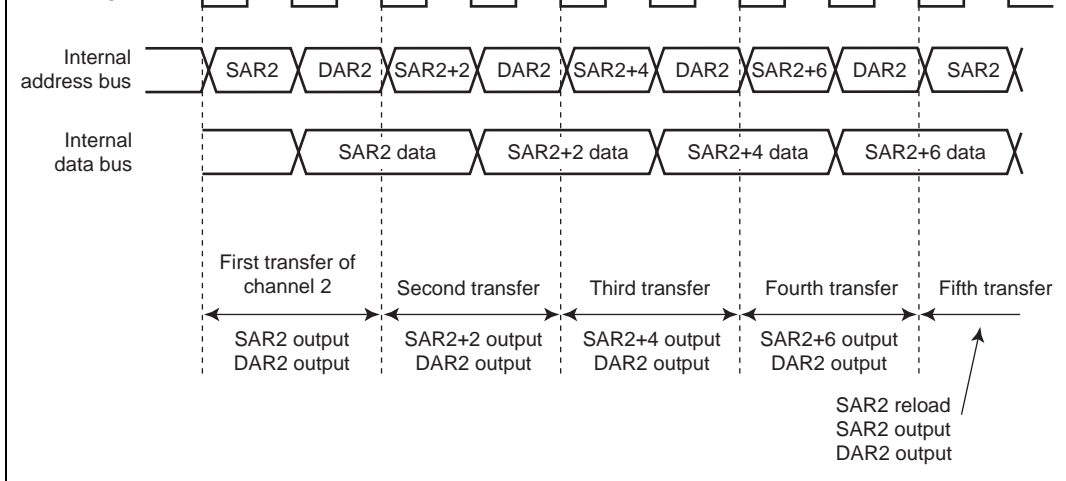 Internal
address bus
SAR2 DAR2 SAR2+2 DAR2 SAR2+4 DAR2 SAR2+6 DAR2 SAR2
Internal
data bus
SAR2 data SAR2+2 data SAR2+4 data SAR2+6 data
First transfer of
channel 2
Second transfer Third transfer Fourth transfer Fifth transfer
SAR2 output SAR2+2 output SAR2+4 output SAR2+6 output
DAR2 output DAR2 output DAR2 output DAR2 output
SAR2 reload
SAR2 output
DAR2 output